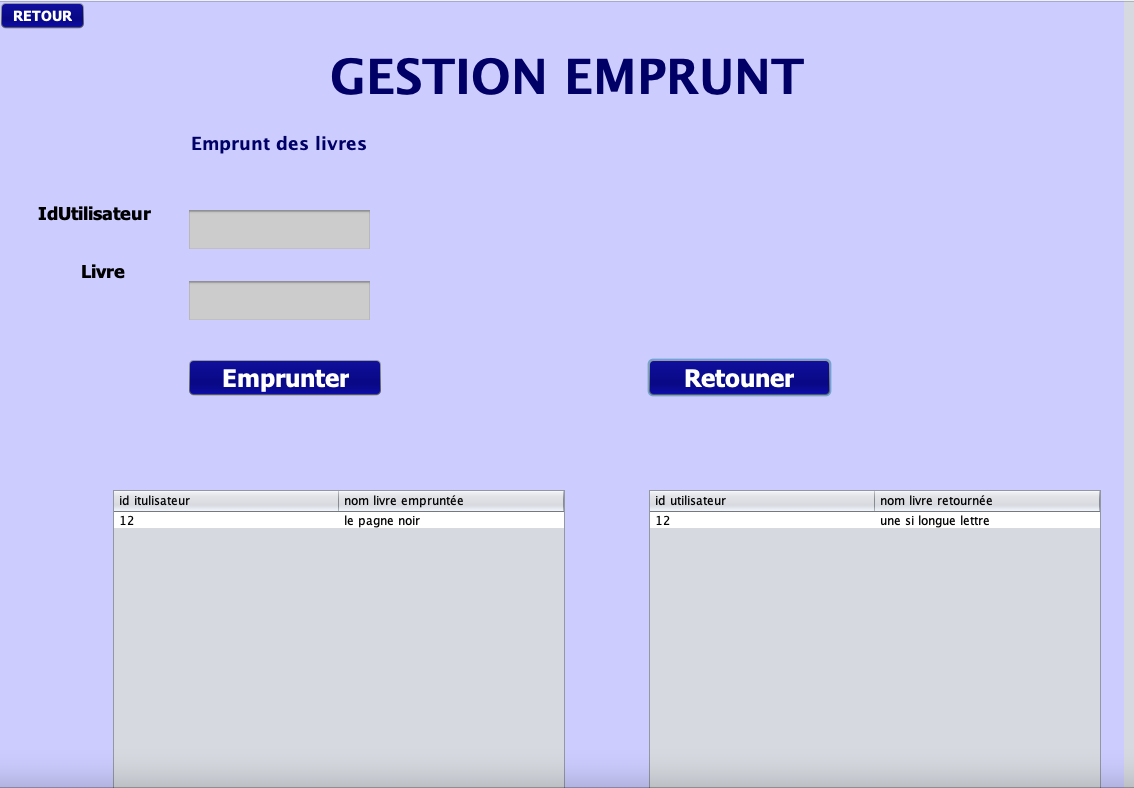 RETOUR
GESTION EMPRUNT
Emprunt des livres
IdUtilisateur
Livre
Emprunter
Retouner
id itulisateur nom livre empruntée
12 le pagne noir
id utilisateur nom livre retournée
12 une si longue lettre